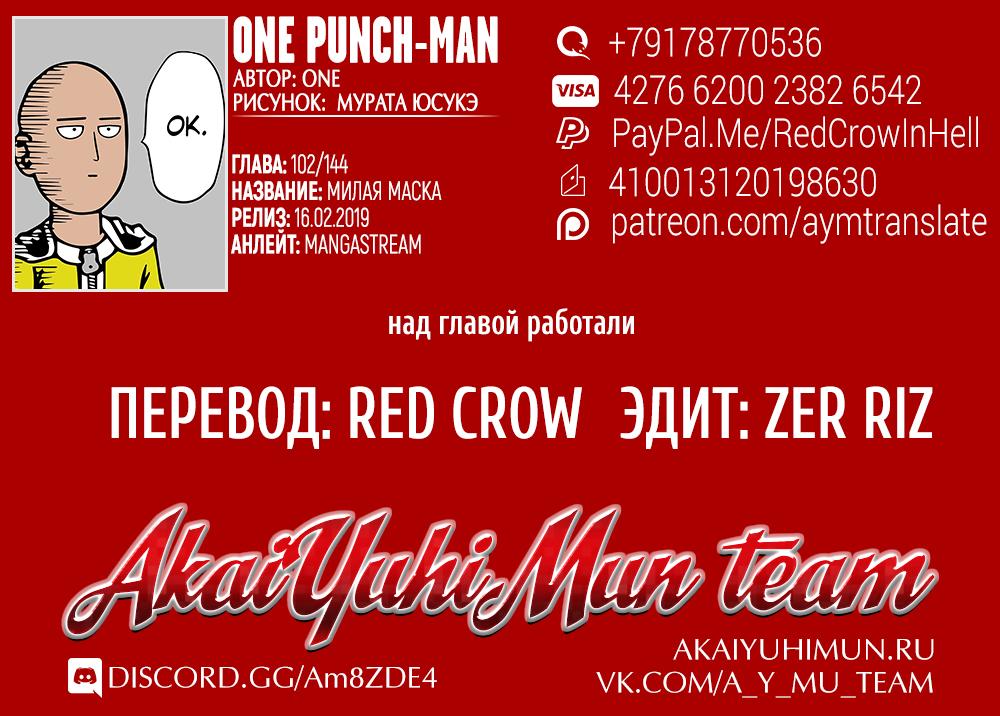 ONE PUNCH-MAN
АВТОР: ONE
РИСУНОК: МУРАТА ЮСУКЭ
OK.
ГЛАВА: 102/144
НАЗВАНИЕ: МИЛАЯ МАСКА
РЕЛИЗ: 16.02.2019
АНЛЕЙТ: MANGASTREAM
+79178770536
VISA 4276 6200 2382 6542
PayPal.Me/RedCrowInHell
410013120198630
patreon.com/aymtranslate
над главой работали
ПЕРЕВОД: RED CROW ЭДИТ: ZER RIZ
AkaiYuhiMun team
DISCORD.GG/Am8ZDE4
AKAIYUHIMUN.RU
VK.COM/A_Y_MU_TEAM